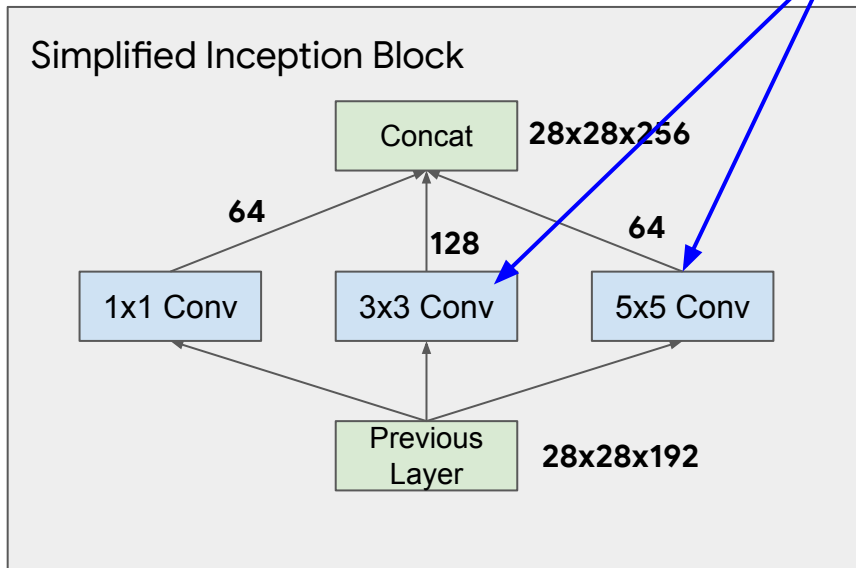 Simplified Inception Block
Concat
28x28x256
64
128
64
1x1 Conv
3x3 Conv
5x5 Conv
Previous
Layer
28x28x192